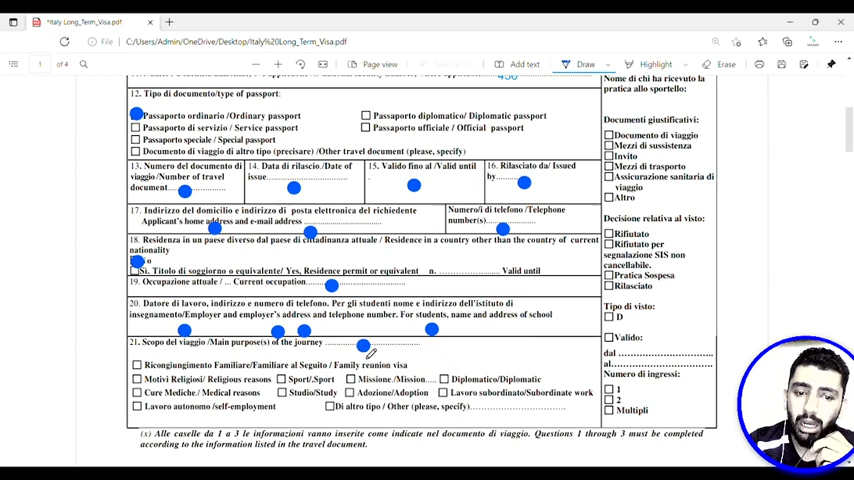 *Italy Long_Term_Visa.pdf
File C:/Users/Admin/OneDrive/Desktop/Italy%20Long_Term_Visa.pdf
1 of 4 Page view Add text Draw Highlight Erase
12. Tipo di documento/type of passport:
Passaporto ordinario /Ordinary passport Passaporto diplomatico/ Diplomatic passport
Passaporto di servizio / Service passport Passaporto ufficiale / Official passport
Passaporto speciale / Special passport
Documento di viaggio di altro tipo (precisare) /Other travel document (please, specify)
13. Numero del documento di viaggio /Number of travel document
14. Data di rilascio./Date of issue
15. Valido fino al /Valid until
16. Rilasciato da/ Issued by
17. Indirizzo del domicilio e indirizzo di posta elettronica del richiedente
Applicant's home address and e-mail address
Numero/i di telefono /Telephone number(s)
18. Residenza in un paese diverso dal paese di cittadinanza attuale / Residence in a country other than the country of current nationality
o
Sì. Titolo di soggiorno o equivalente/ Yes, Residence permit or equivalent n. Valid until
19. Occupazione attuale / ... Current occupation
20. Datore di lavoro, indirizzo e numero di telefono. Per gli studenti nome e indirizzo dell'istituto di
insegnamento/Employer and employer's address and telephone number. For students, name and address of school
21. Scopo del viaggio /Main purpose(s) of the journey
Ricongiungimento Familiare/Familiare al Seguito / Family reunion visa
Motivi Religiosi/ Religious reasons Sport/.Sport Missione./Mission..... Diplomatico/Diplomatic
Cure Mediche / Medical reasons Studio/Study Adozione/Adoption Lavoro subordinato/Subordinate work
Lavoro autonomo /self-employment Di altro tipo / Other (please, specify)
(x) Alle caselle da 1 a 3 le informazioni vanno inserite come indicate nel documento di viaggio. Questions 1 through 3 must be completed
according to the information listed in the travel document.
Nome di chi ha ricevuto la
pratica allo sportello:
Documenti giustificativi:
Documento di viaggio
Mezzi di sussistenza
Invito
Mezzi di trasporto
Assicurazione sanitaria di
viaggio
Altro
Decisione relativa al visto:
Rifiutato
Rifiutato per
segnalazione SIS non
cancellabile.
Pratica Sospesa
Rilasciato
Tipo di visto:
D
Valido:
dal
al
Numero di ingressi:
1
2
Multipli